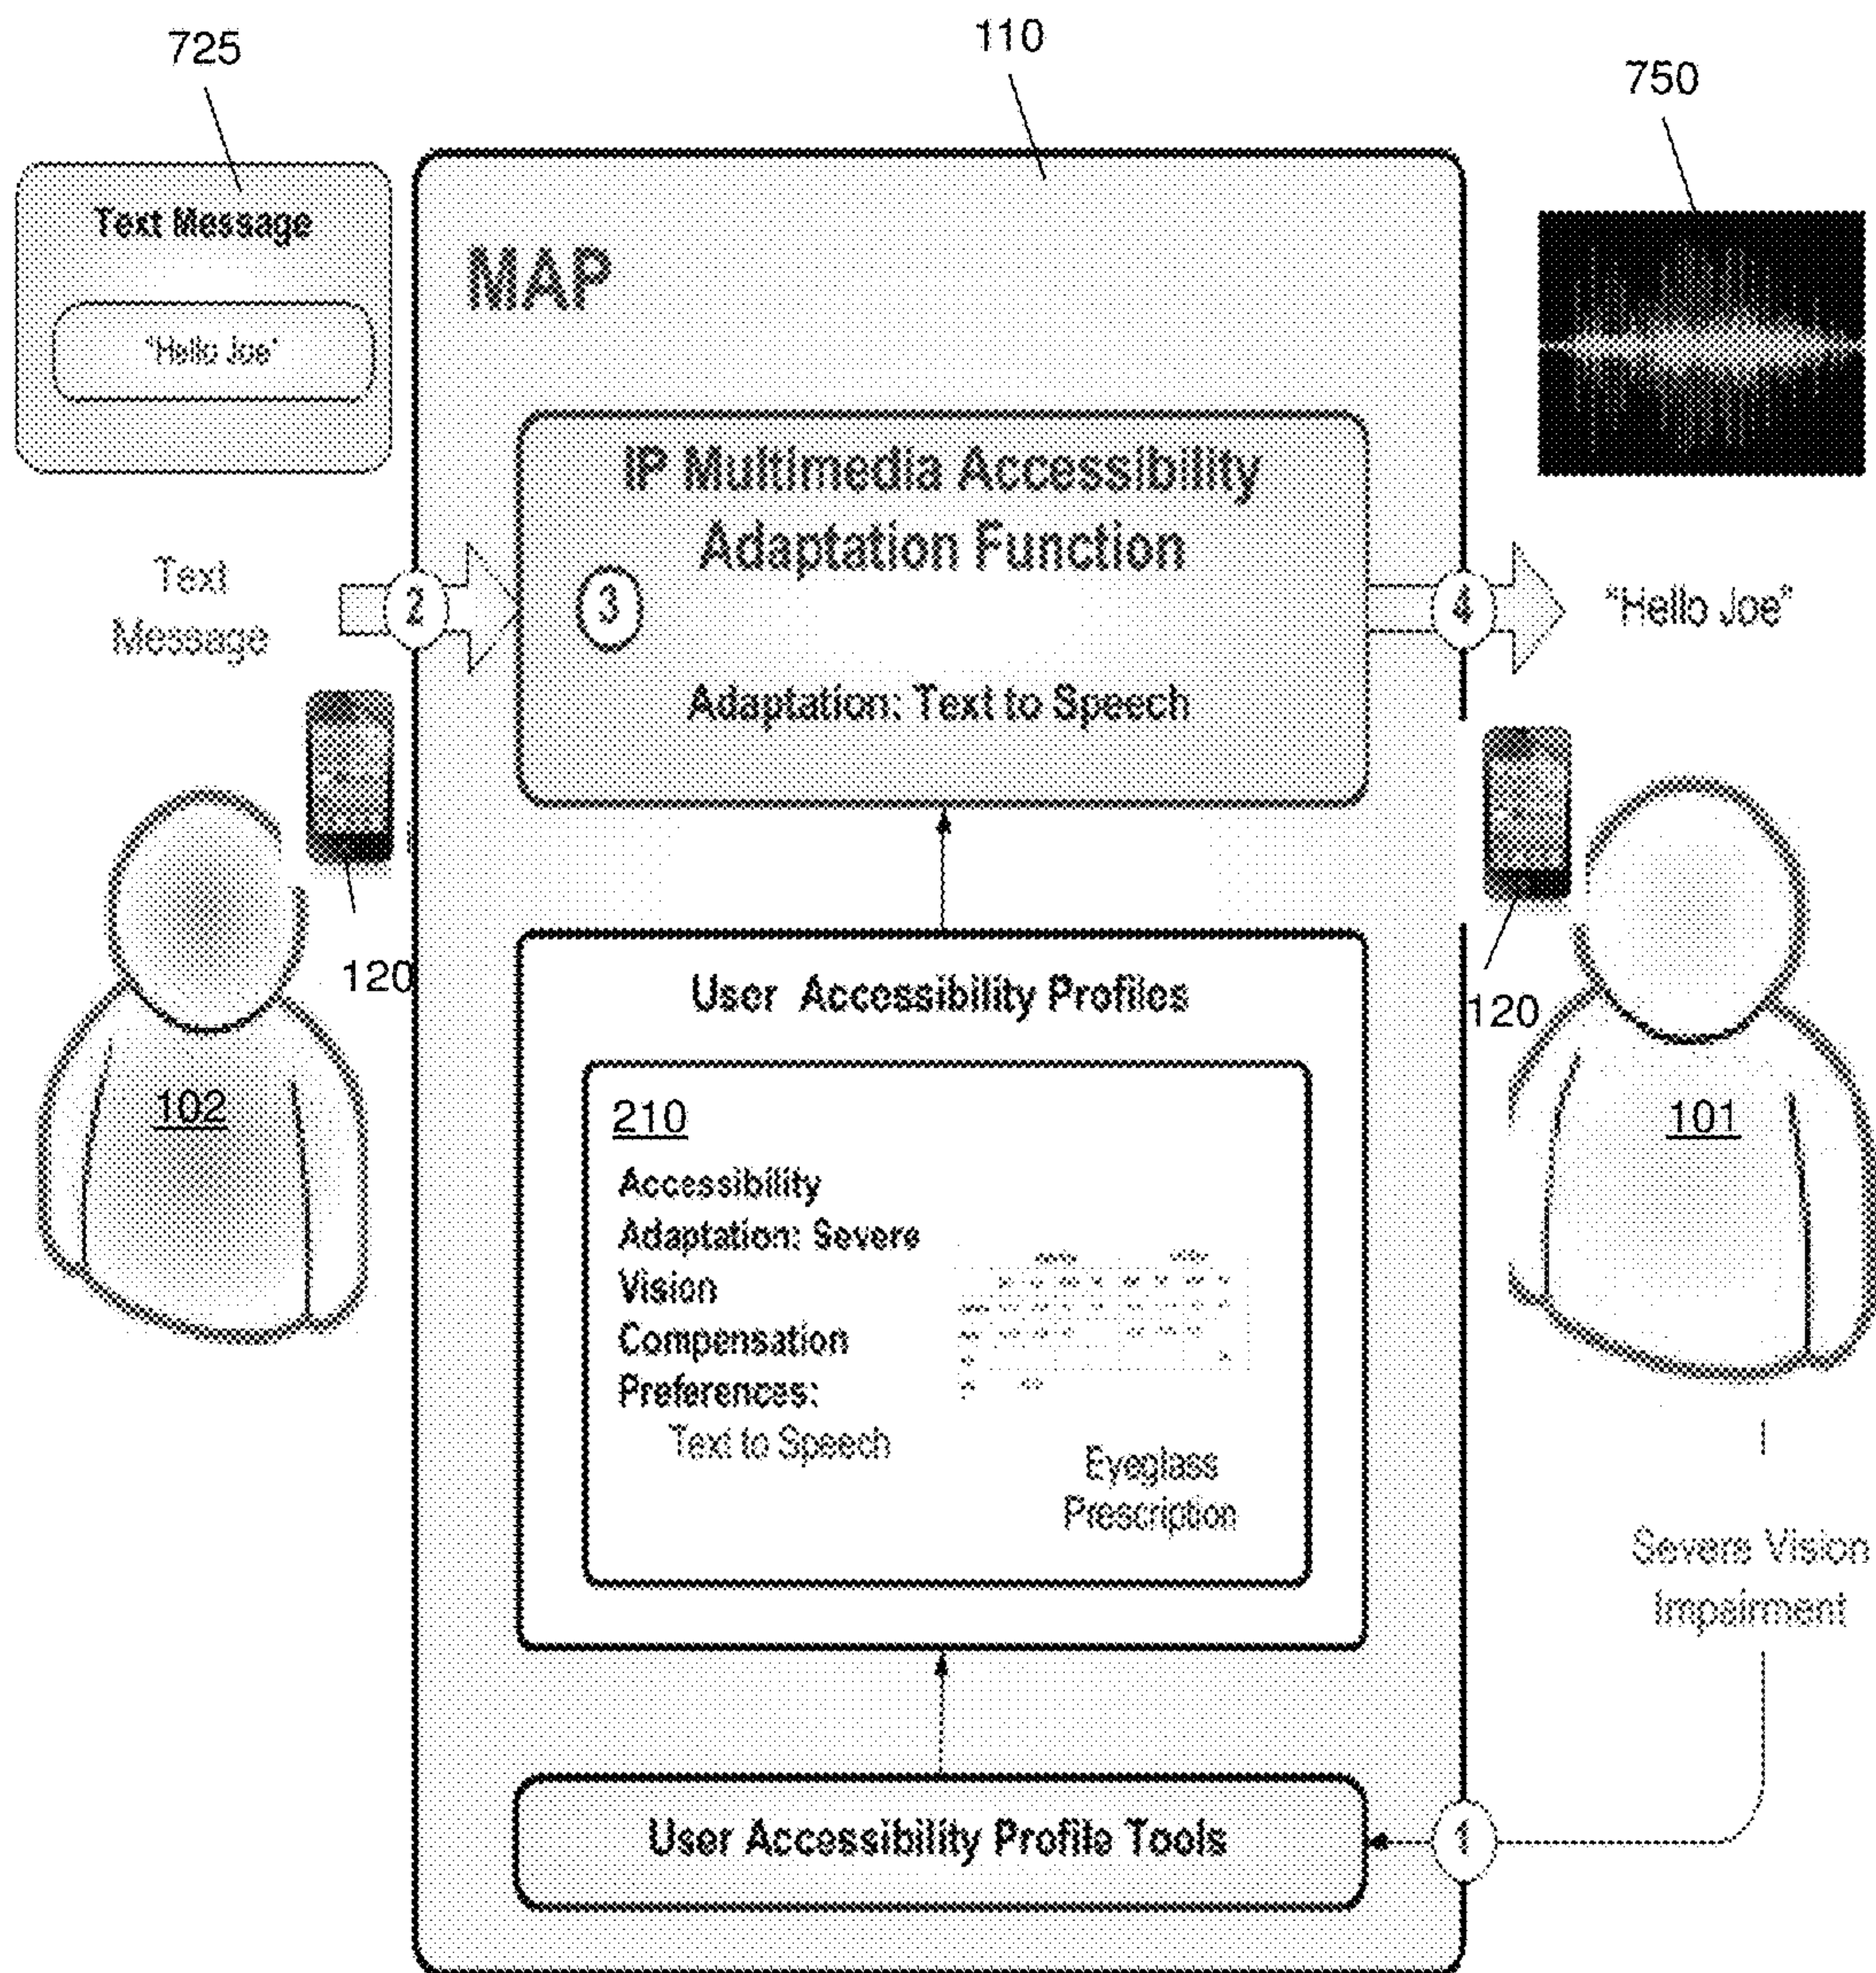 725
110
750
Text Message
"Hello Joe"
MAP
IP Multimedia Accessibility
Adaptation Function
Text
Message
2
3
4
"Hello Joe"
Adaptation: Text to Speech
120
120
User Accessibility Profiles
102
101
210
Accessibility
Adaptation: Severe
Vision
Compensation
Preferences:
Text to Speech
Eyeglass
Prescription
Severe Vision
Impairment
User Accessibility Profile Tools
1